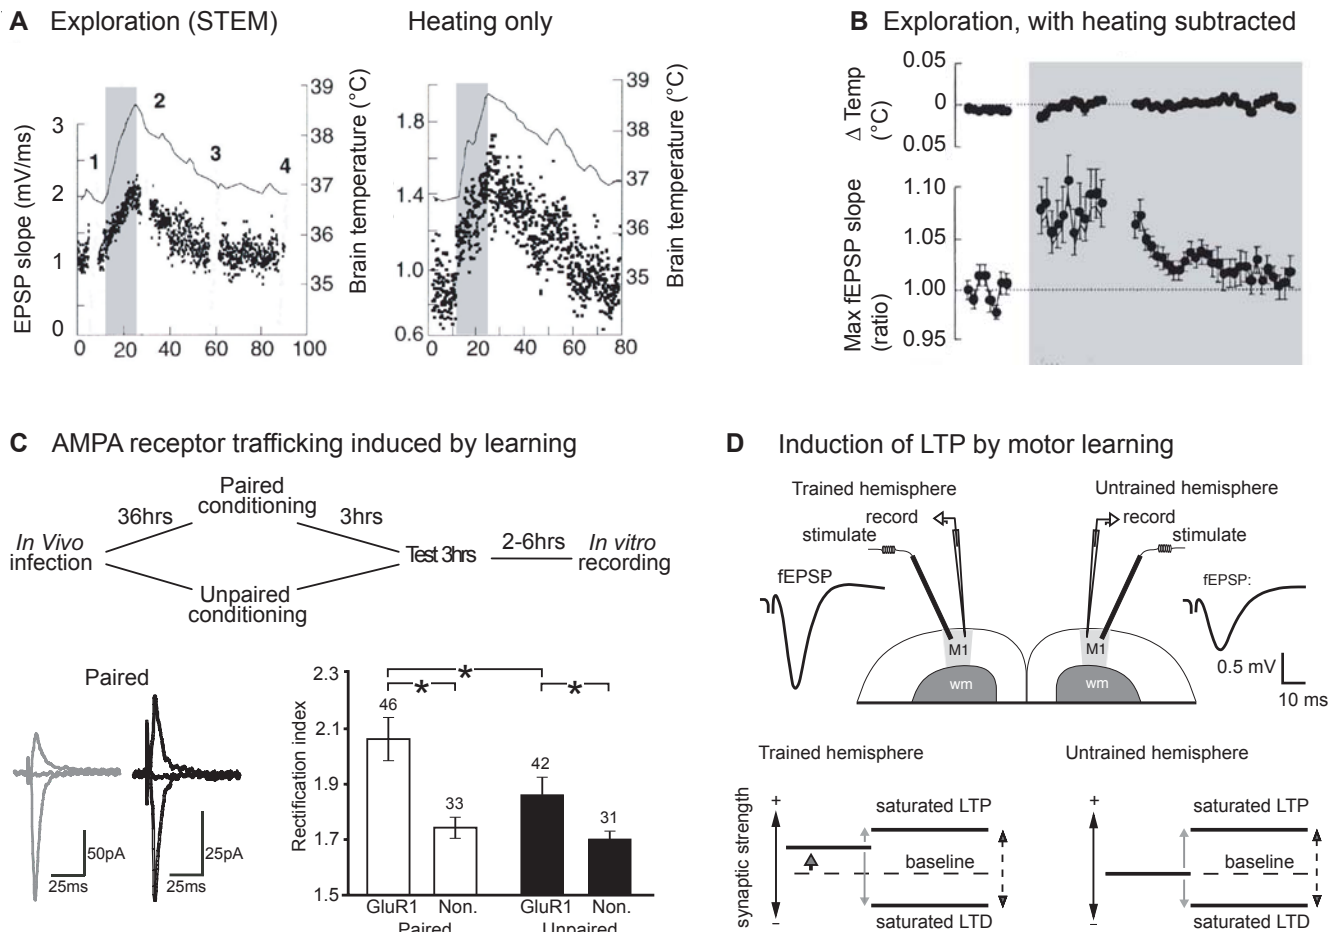 A Exploration (STEM)
Heating only
EPSP slope (mV/ms)
3
2
1
0
1
2
3
4
39
38
37
36
35
Brain temperature (°C)
0 20 40 60 80 100
1.8
1.4
1.0
0.6
39
38
37
36
35
Brain temperature (°C)
0 20 40 60 80
B Exploration, with heating subtracted
Δ Temp
(°C)
0.05
0
0.05
Max fEPSP slope
(ratio)
1.10
1.05
1.00
0.95
C AMPA receptor trafficking induced by learning
In Vivo
infection
36hrs
Paired
conditioning
Unpaired
conditioning
3hrs
Test 3hrs
2-6hrs
In vitro
recording
Paired
50pA
25ms
25pA
25ms
Rectification index
2.3
2.1
1.9
1.7
1.5
*
* *
46
33
42
31
GluR1 Non. GluR1 Non.
Paired Unpaired
D Induction of LTP by motor learning
Trained hemisphere
record
stimulate
fEPSP
M1
wm
Untrained hemisphere
record
stimulate
fEPSP:
M1
wm
0.5 mV
10 ms
Trained hemisphere
synaptic strength
+
–
saturated LTP
baseline
saturated LTD
Untrained hemisphere
+
–
saturated LTP
baseline
saturated LTD